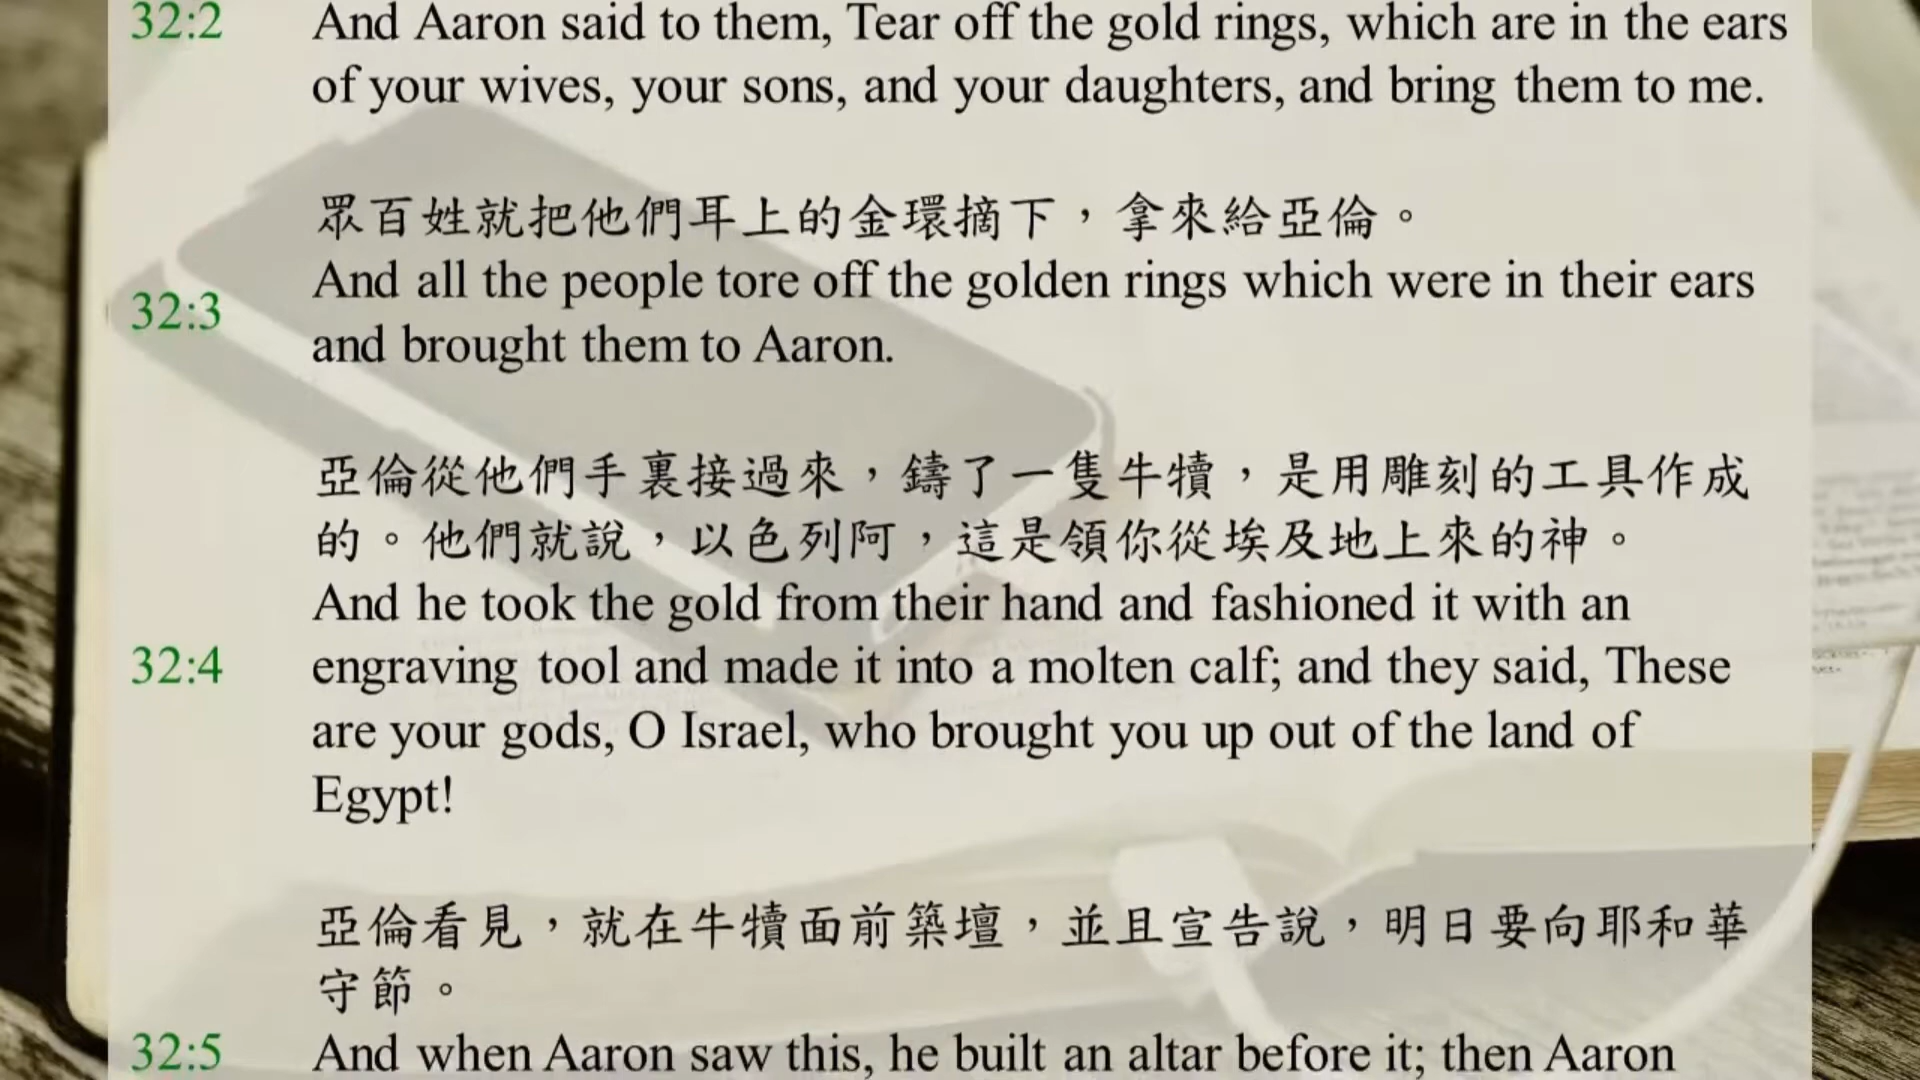 32:2 And Aaron said to them, Tear off the gold rings, which are in the ears
of your wives, your sons, and your daughters, and bring them to me.
眾百姓就把他們耳上的金環摘下，拿來給亞倫。
And all the people tore off the golden rings which were in their ears
32:3
and brought them to Aaron.
亞倫從他們手裏接過來，鑄了一隻牛犢，是用雕刻的工具作成
的。他們就說，以色列阿，這是領你從埃及地上來的神。
And he took the gold from their hand and fashioned it with an
32:4 engraving tool and made it into a molten calf; and they said, These
are your gods, O Israel, who brought you up out of the land of
Egypt!
亞倫看見，就在牛犢面前築壇，並且宣告說，明日要向耶和華
守節。
32:5 And when Aaron saw this, he built an altar before it; then Aaron